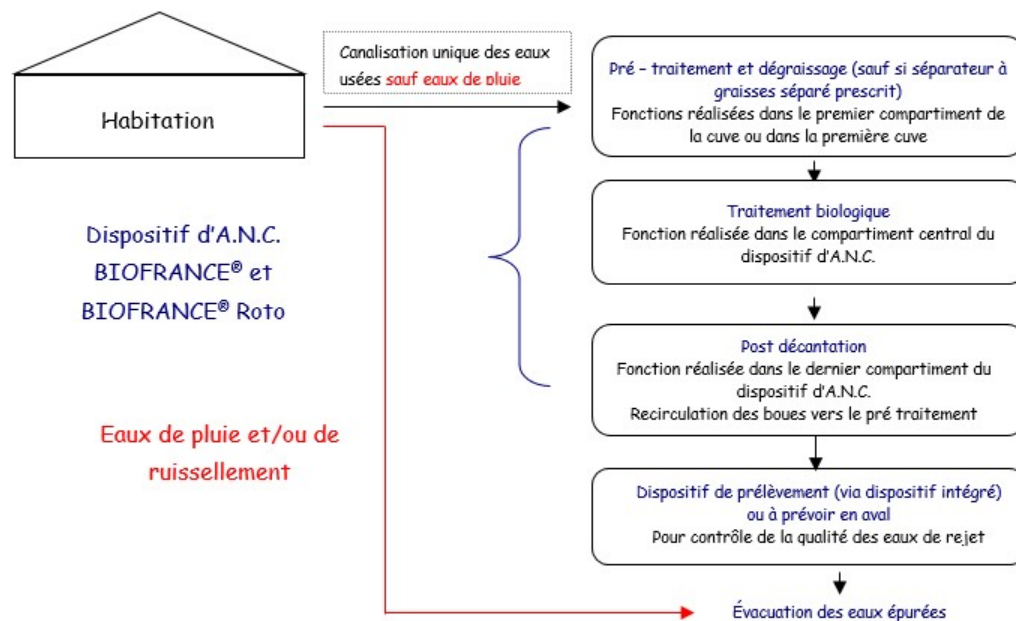 Habitation
Canalisation unique des eaux
usées sauf eaux de pluie
Dispositif d'A.N.C.
BIOFRANCE® et
BIOFRANCE® Roto
Eaux de pluie et/ou de
ruissellement
Pré – traitement et dégraissage (sauf si séparateur à
graisses séparé prescrit)
Fonctions réalisées dans le premier compartiment de
la cuve ou dans la première cuve
Traitement biologique
Fonction réalisée dans le compartiment central du
dispositif d'A.N.C.
Post décantation
Fonction réalisée dans le dernier compartiment du
dispositif d'A.N.C.
Recirculation des boues vers le pré traitement
Dispositif de prélèvement (via dispositif intégré)
ou à prévoir en aval
Pour contrôle de la qualité des eaux de rejet
Évacuation des eaux épurées